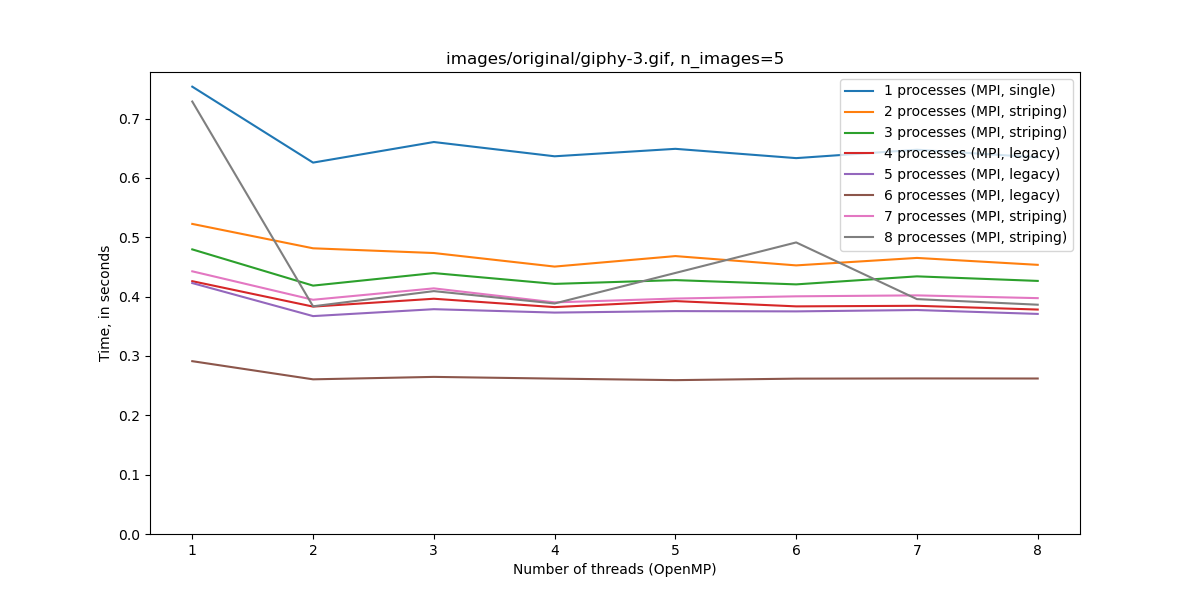 images/original/giphy-3.gif, n_images=5
1 processes (MPI, single)
2 processes (MPI, striping)
3 processes (MPI, striping)
4 processes (MPI, legacy)
5 processes (MPI, legacy)
6 processes (MPI, legacy)
7 processes (MPI, striping)
8 processes (MPI, striping)
Time, in seconds
0.7
0.6
0.5
0.4
0.3
0.2
0.1
0.0
1 2 3 4 5 6 7 8
Number of threads (OpenMP)